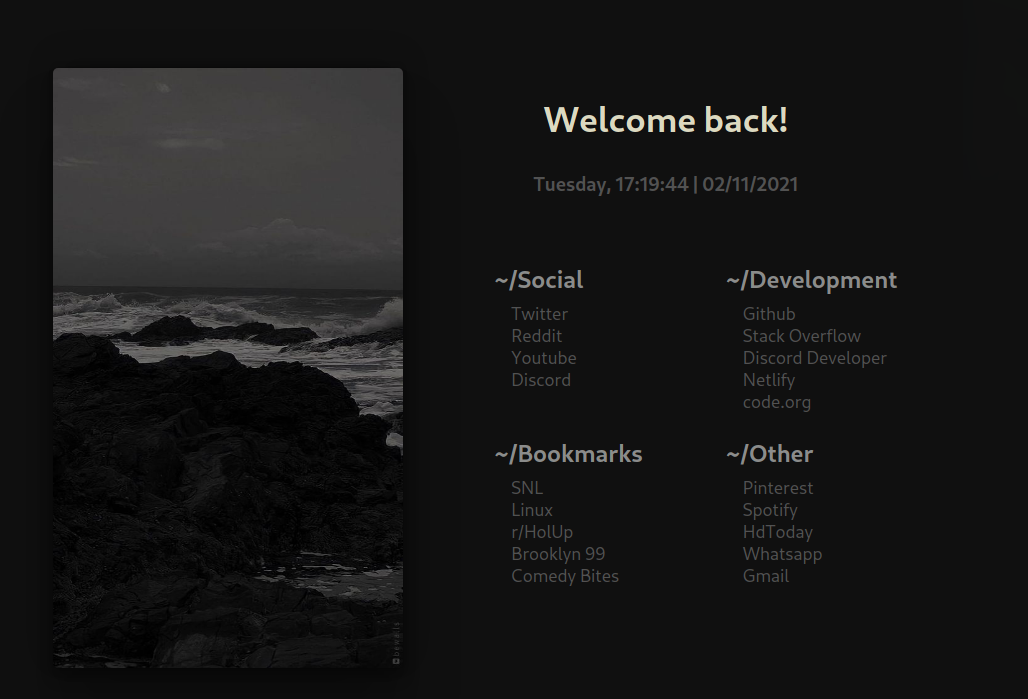 Welcome back!
Tuesday, 17:19:44 | 02/11/2021
~/Social
Twitter
Reddit
Youtube
Discord
~/Development
Github
Stack Overflow
Discord Developer
Netlify
code.org
~/Bookmarks
SNL
Linux
r/HolUp
Brooklyn 99
Comedy Bites
~/Other
Pinterest
Spotify
HdToday
Whatsapp
Gmail